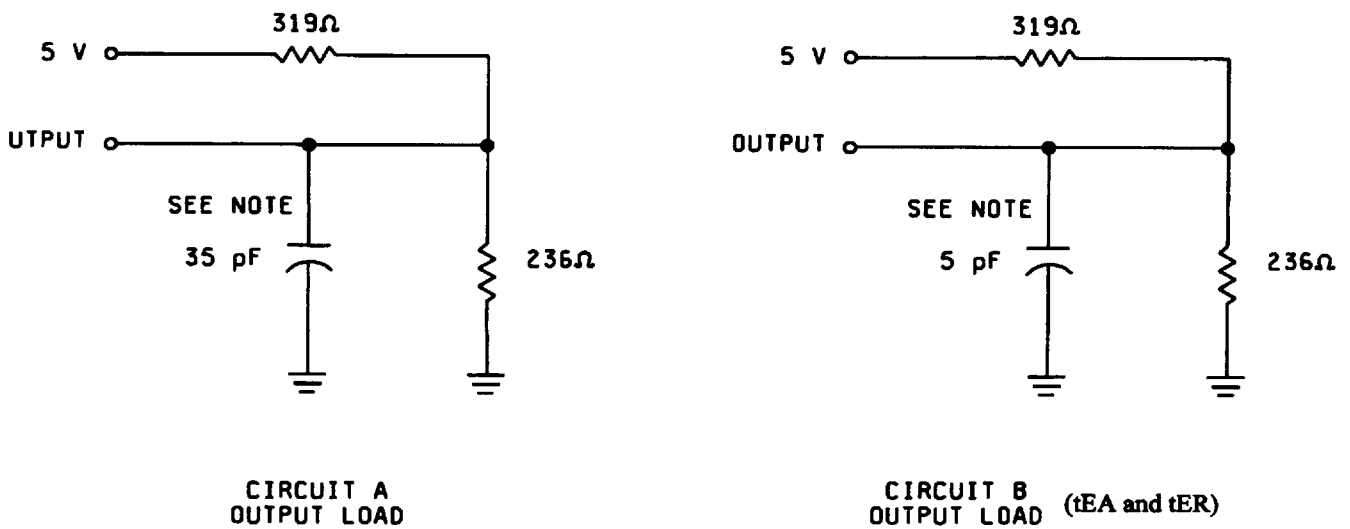 319Ω
5 V
UTPUT
SEE NOTE
35 pF
236Ω
CIRCUIT A
OUTPUT LOAD
319Ω
5 V
OUTPUT
SEE NOTE
5 pF
236Ω
CIRCUIT B
OUTPUT LOAD (tEA and tER)